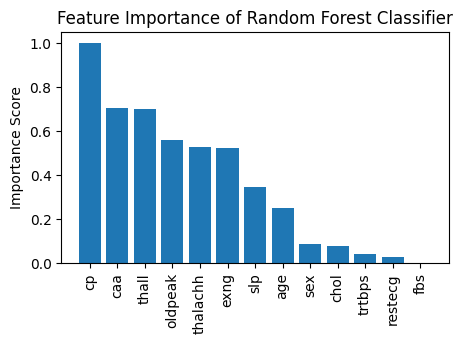 Feature Importance of Random Forest Classifier
Importance Score
1.0
0.8
0.6
0.4
0.2
0.0
cp
caa
thall
oldpeak
thalachh
exng
slp
age
sex
chol
trtbps
restecg
fbs